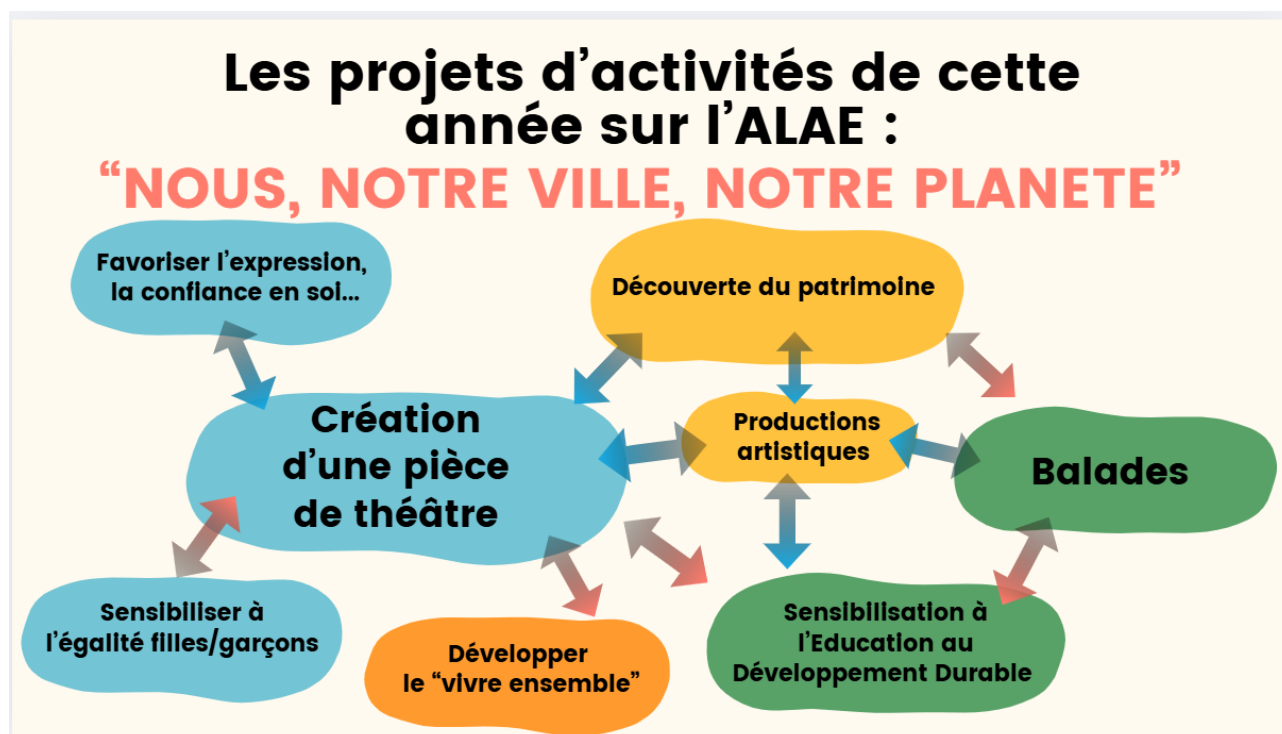 Les projets d’activités de cette
année sur l’ALAE :
“NOUS, NOTRE VILLE, NOTRE PLANETE”
Favoriser l’expression,
la confiance en soi...
Découverte du patrimoine
Création
d’une pièce
de théâtre
Productions
artistiques
Balades
Sensibiliser à
l’égalité filles/garçons
Développer
le “vivre ensemble”
Sensibilisation à
l’Education au
Développement Durable